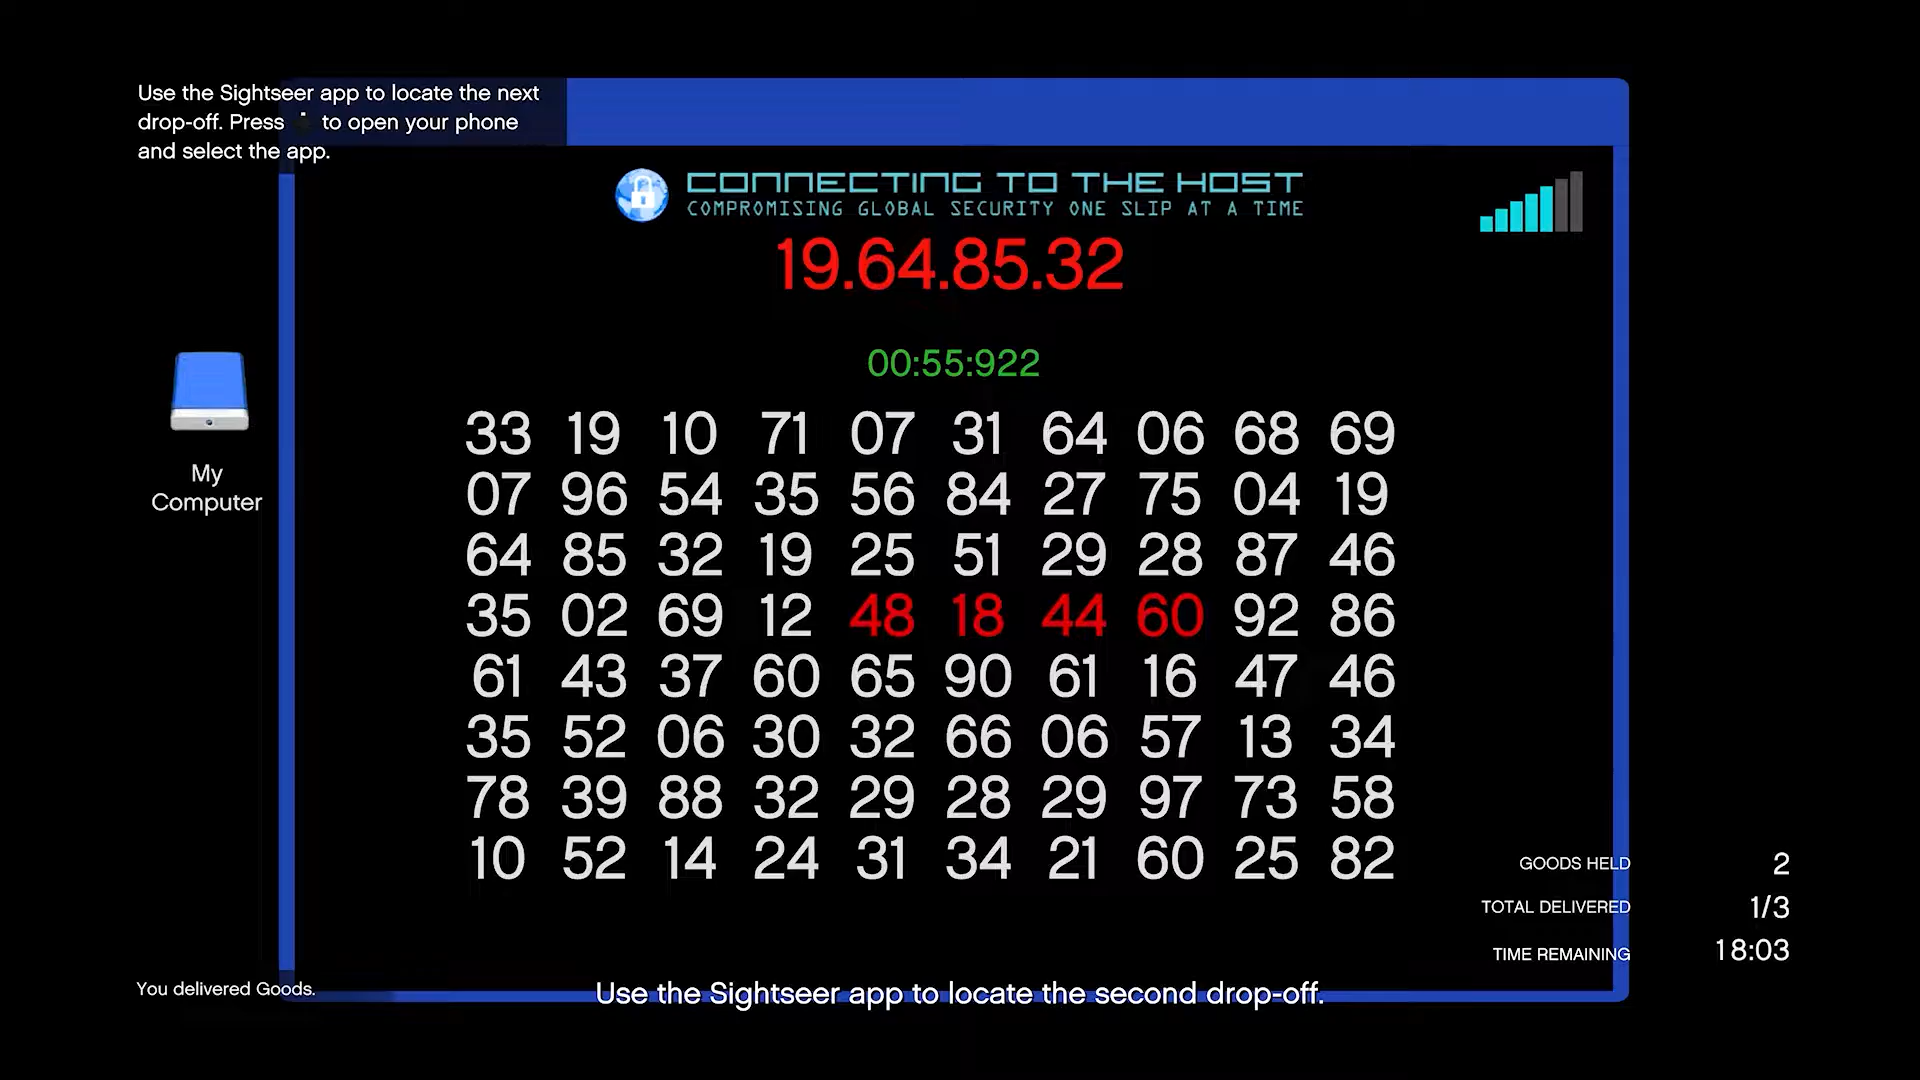 Use the Sightseer app to locate the next
drop-off. Press to open your phone
and select the app.
CONNECTING TO THE HOST
COMPROMISING GLOBAL SECURITY ONE SLIP AT A TIME
19.64.85.32
00:55:922
33 19 10 71 07 31 64 06 68 69
07 96 54 35 56 84 27 75 04 19
64 85 32 19 25 51 29 28 87 46
35 02 69 12 48 18 44 60 92 86
61 43 37 60 65 90 61 16 47 46
35 52 06 30 32 66 06 57 13 34
78 39 88 32 29 28 29 97 73 58
10 52 14 24 31 34 21 60 25 82
My
Computer
GOODS HELD 2
TOTAL DELIVERED 1/3
TIME REMAINING 18:03
You delivered Goods.
Use the Sightseer app to locate the second drop-off.